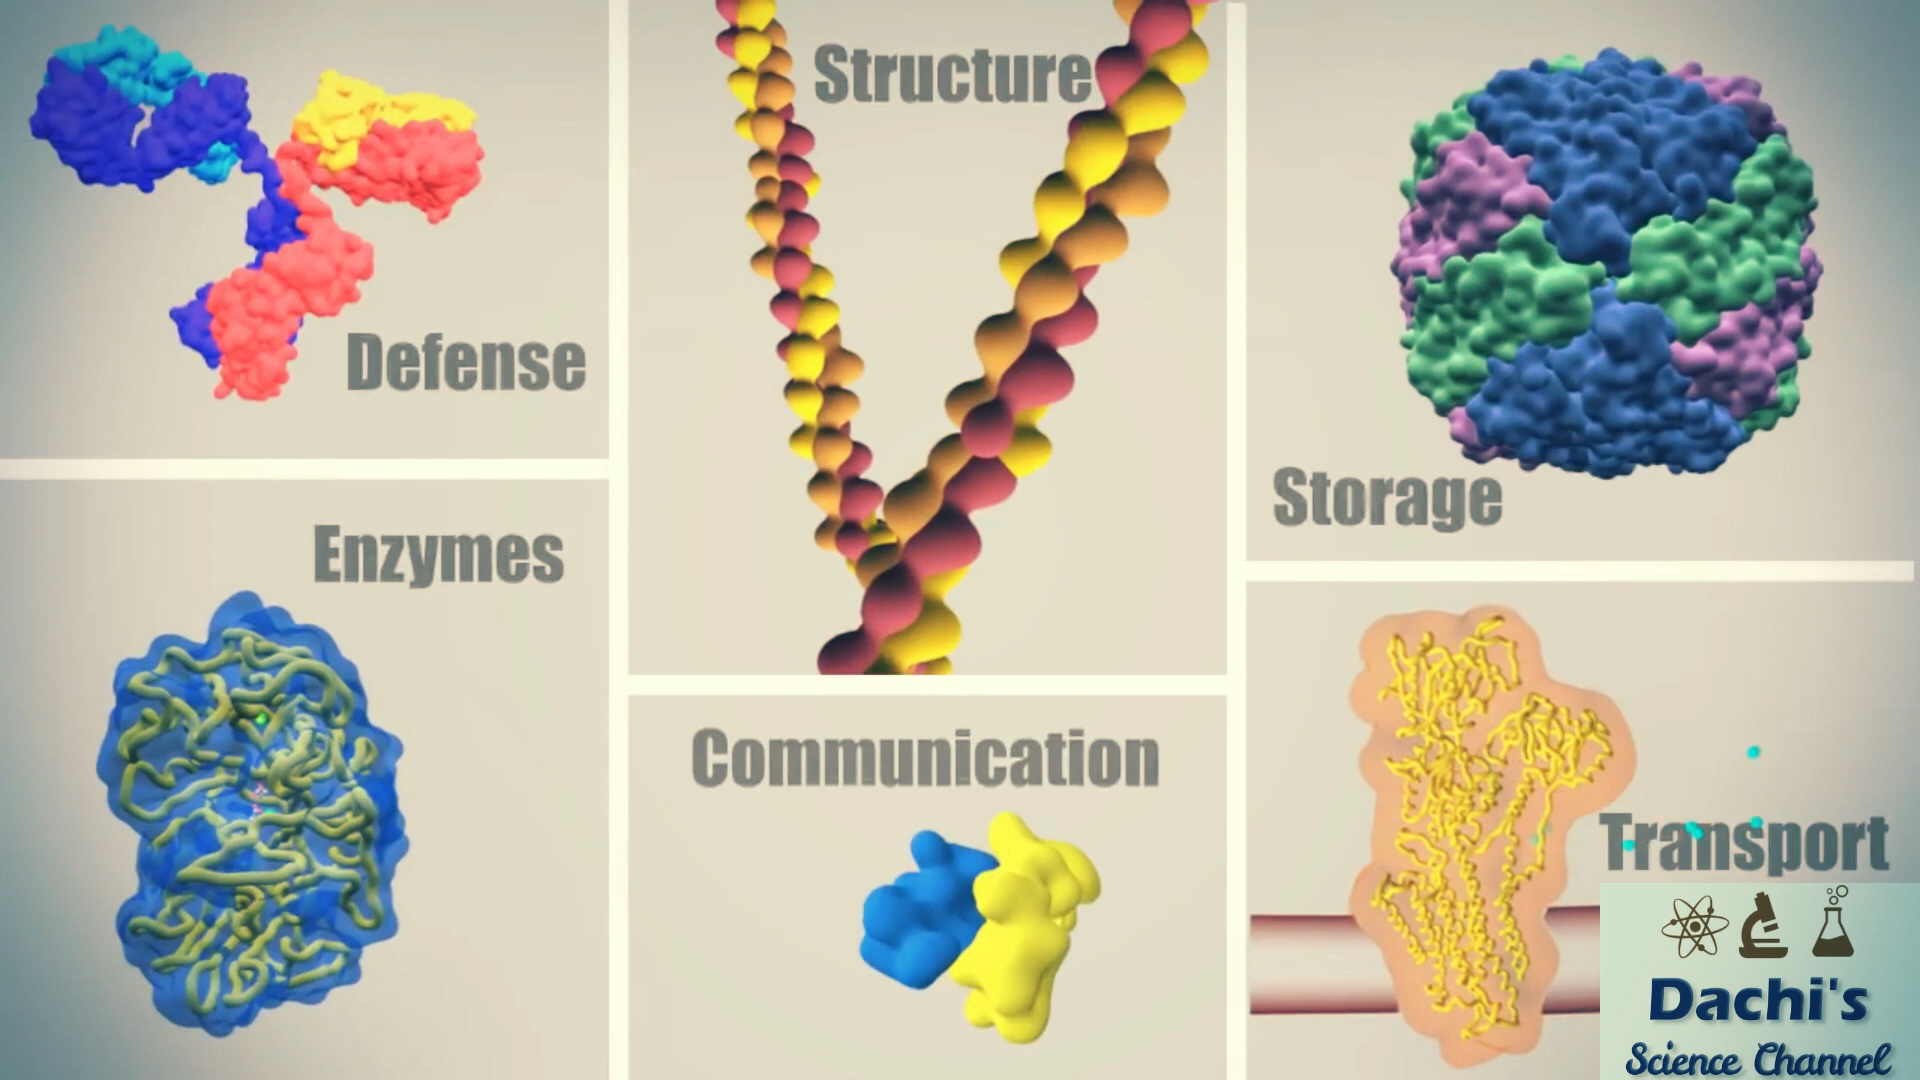 Defense
Structure
Storage
Enzymes
Communication
Transport
Dachi's
Science Channel